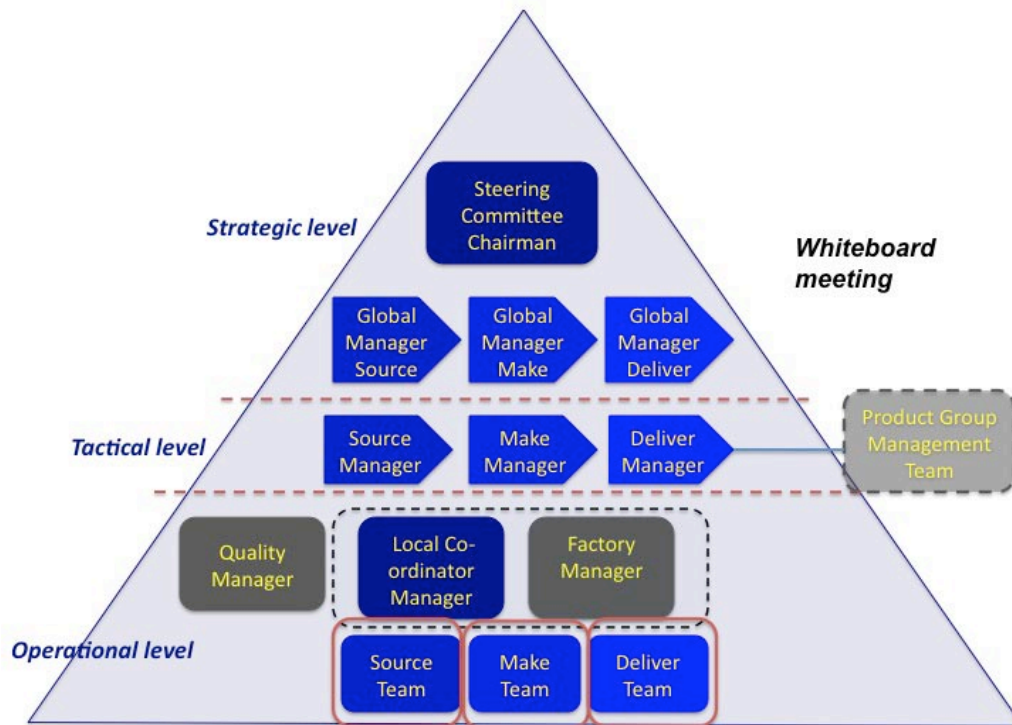 Steering
Committee
Chairman
Strategic level
Whiteboard
meeting
Global
Manager
Source
Global
Manager
Make
Global
Manager
Deliver
Tactical level
Source
Manager
Make
Manager
Deliver
Manager
Product Group
Management
Team
Quality
Manager
Local Co-
ordinator
Manager
Factory
Manager
Operational level
Source
Team
Make
Team
Deliver
Team